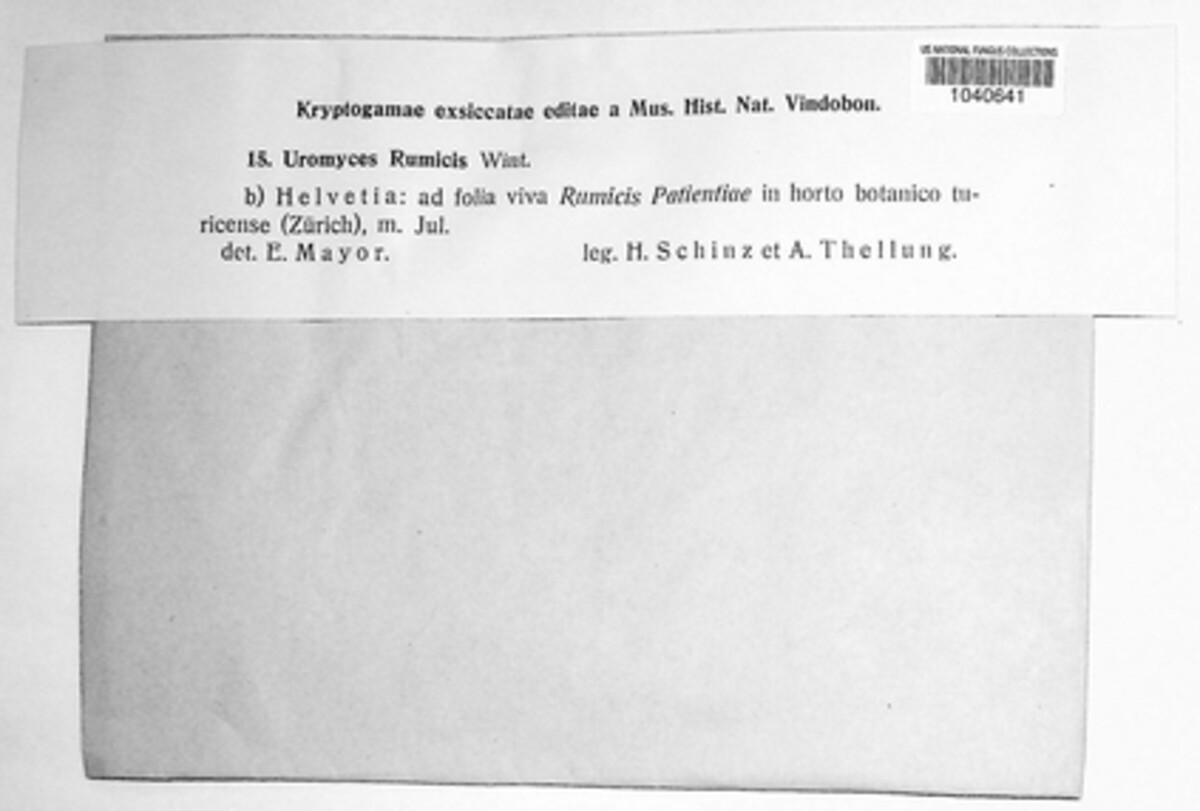 US NATIONAL FUNGUS COLLECTIONS
1040641
Kryptogamae exsiccatae editae a Mus. Hist. Nat. Vindobon.
15. Uromyces Rumicis Wint.
b) Helvetia: ad folia viva Rumicis Patientiae in horto botanico tu-
ricense (Zürich), m. Jul.
det. E. Mayor. leg. H. Schinz et A. Thellung.